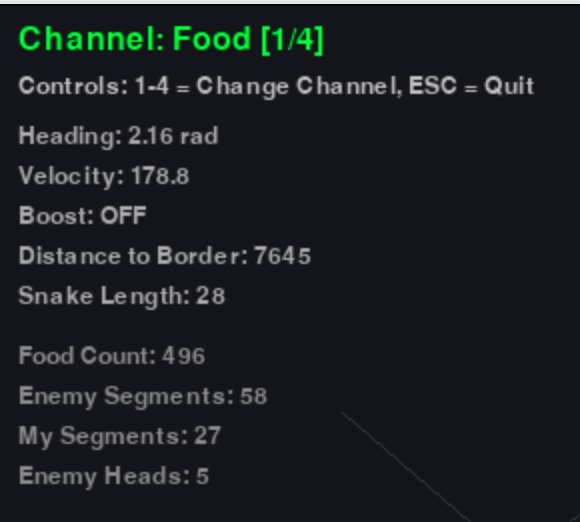 Channel: Food [1/4]
Controls: 1-4 = Change Channel, ESC = Quit
Heading: 2.16 rad
Velocity: 178.8
Boost: OFF
Distance to Border: 7645
Snake Length: 28
Food Count: 496
Enemy Segments: 58
My Segments: 27
Enemy Heads: 5